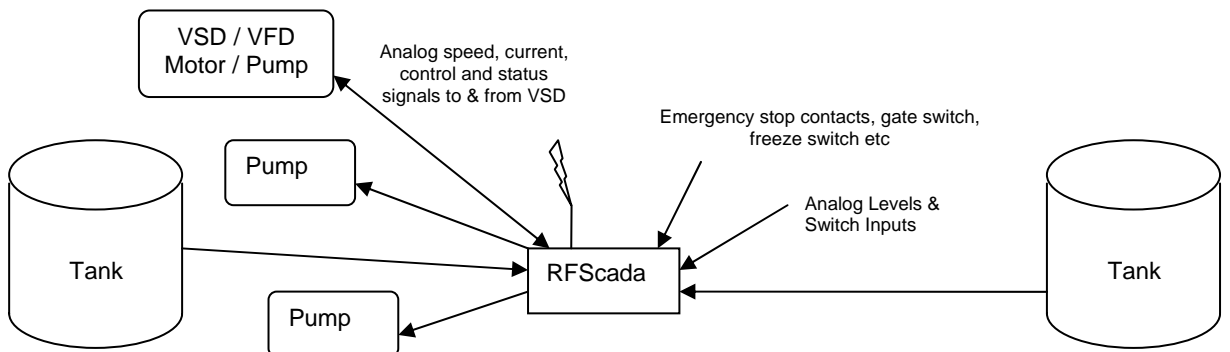 VSD / VFD
Motor / Pump
Analog speed, current,
control and status
signals to & from VSD
Emergency stop contacts, gate switch,
freeze switch etc
Pump
Analog Levels &
Switch Inputs
Tank
RFScada
Tank
Pump